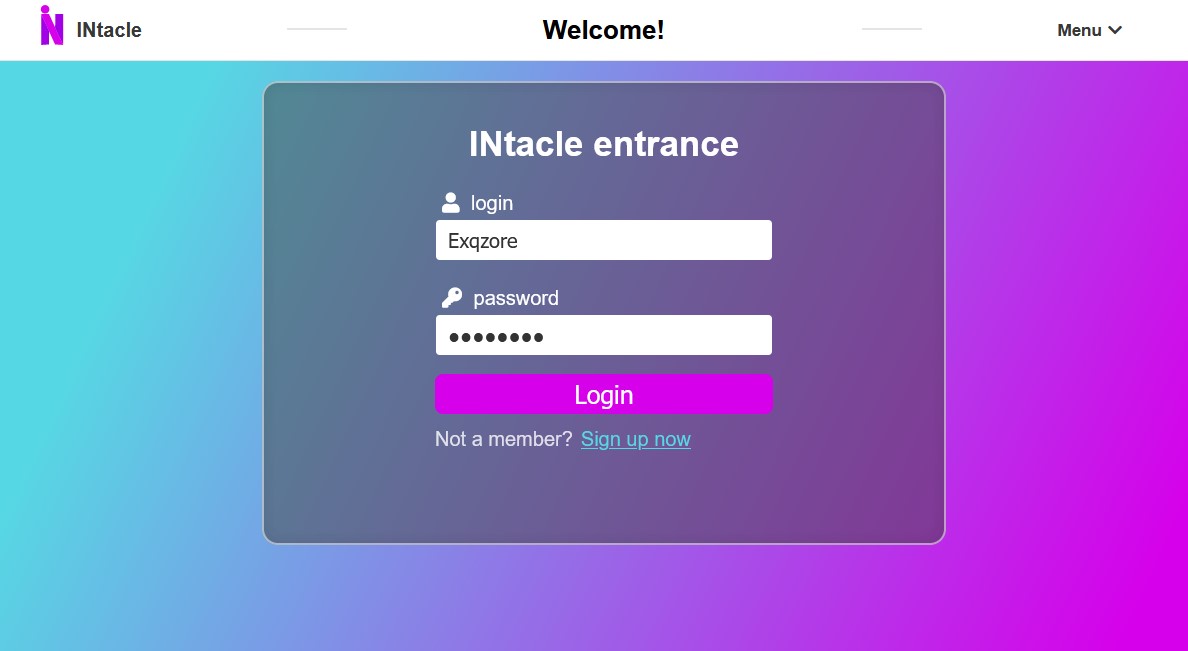 IN INtacle
Welcome!
Menu
INtacle entrance
login
Exqzore
password
••••••••
Login
Not a member? Sign up now